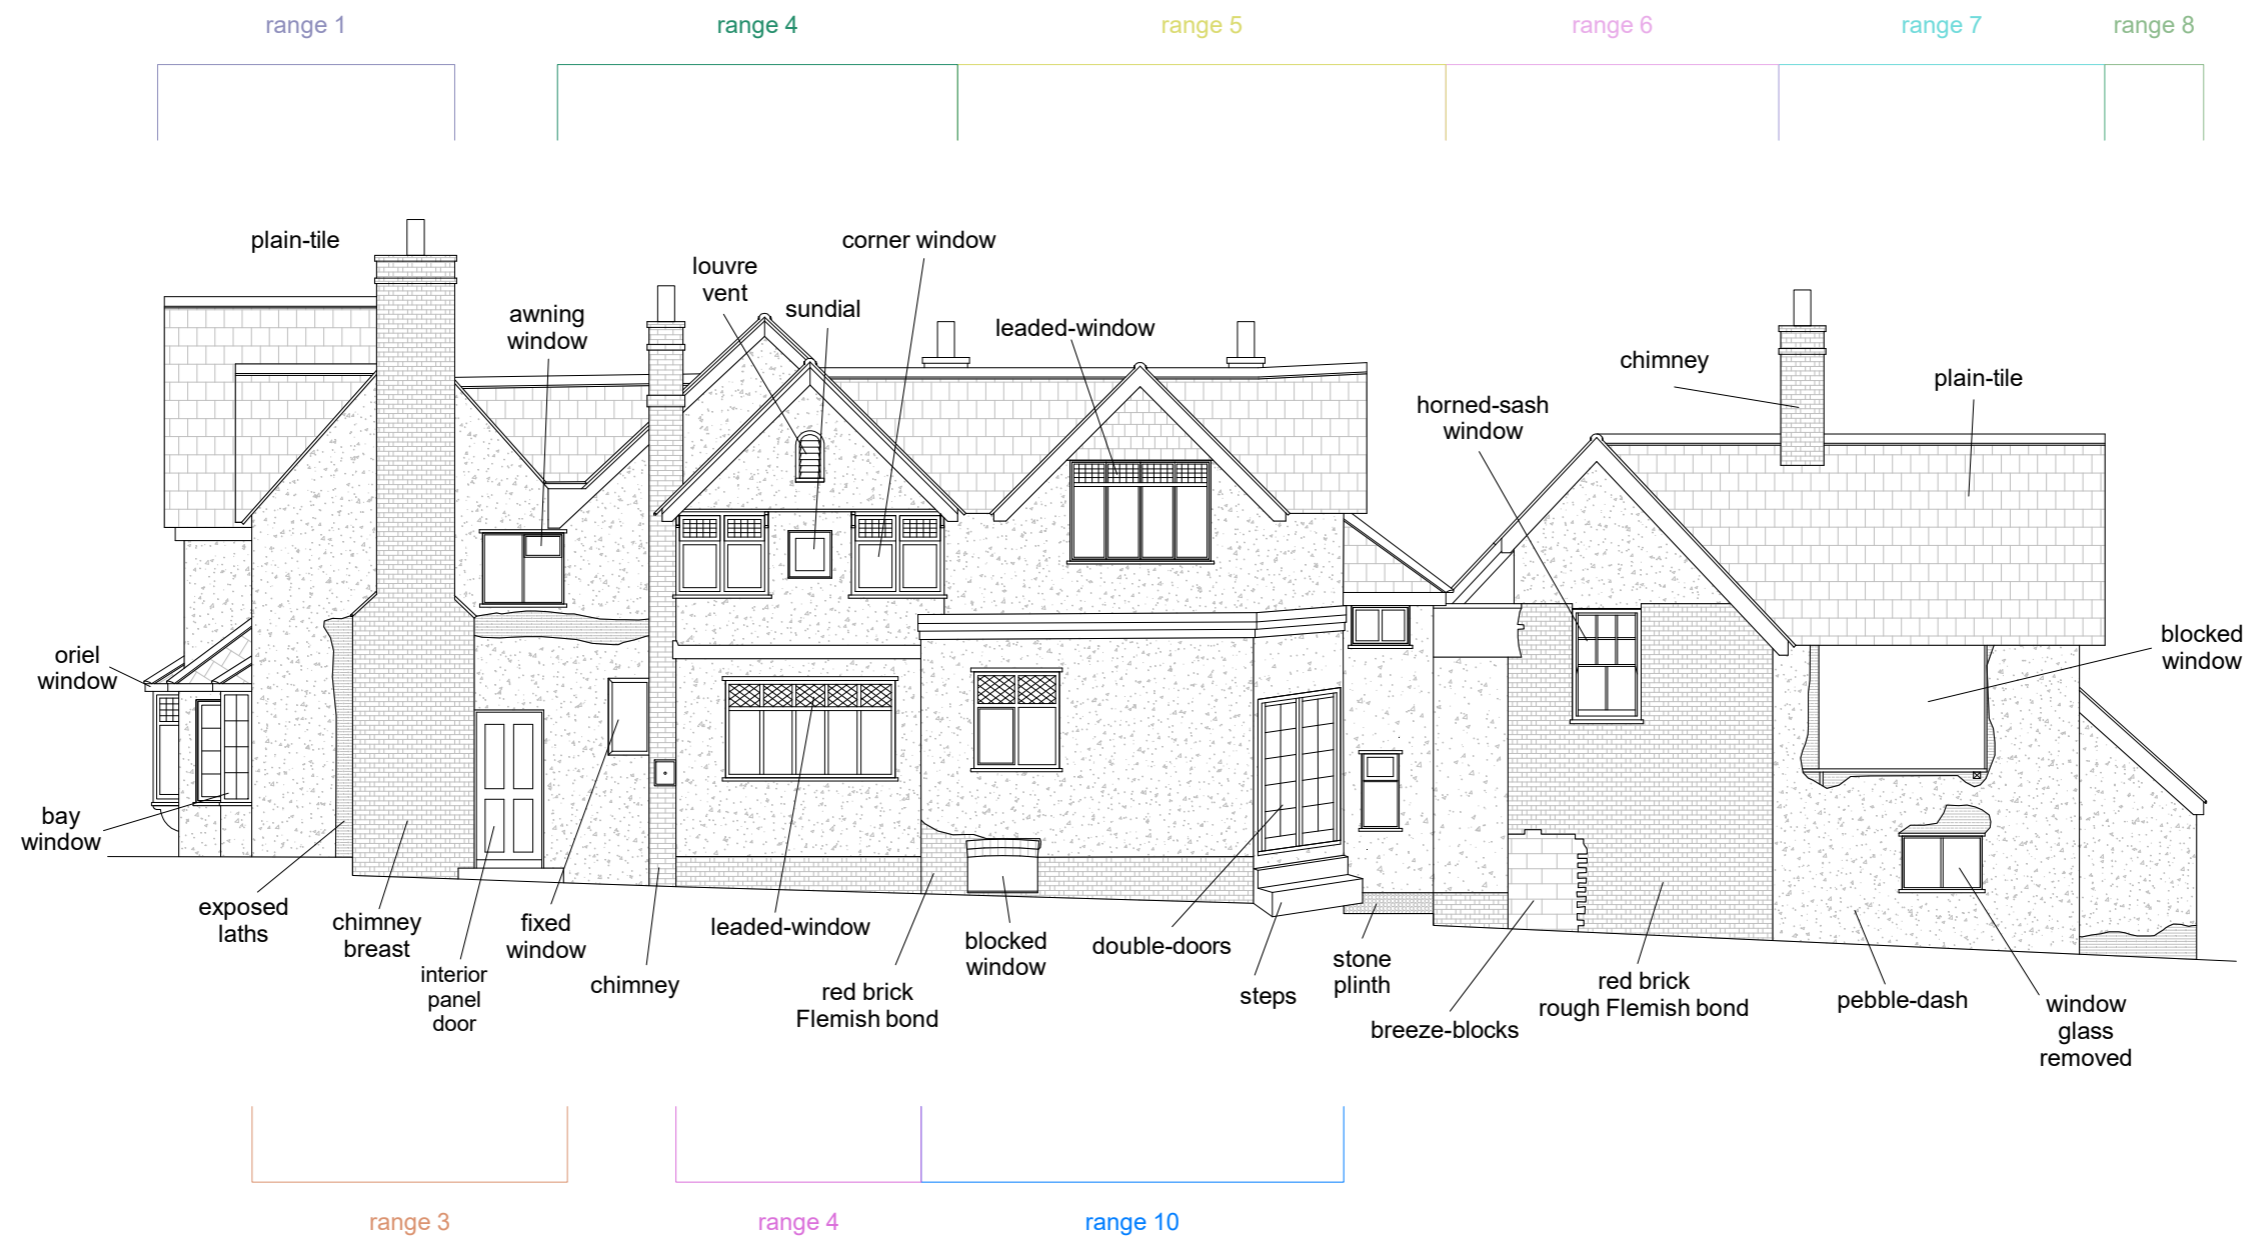 range 1
range 4
range 5
range 6
range 7
range 8
plain-tile
corner window
louvre
vent
sundial
awning
window
leaded-window
chimney
plain-tile
horned-sash
window
blocked
window
oriel
window
bay
window
exposed
laths
chimney
breast
interior
panel
door
fixed
window
chimney
leaded-window
red brick
Flemish bond
blocked
window
double-doors
steps
stone
plinth
breeze-blocks
red brick
rough Flemish bond
pebble-dash
window
glass
removed
range 3
range 4
range 10